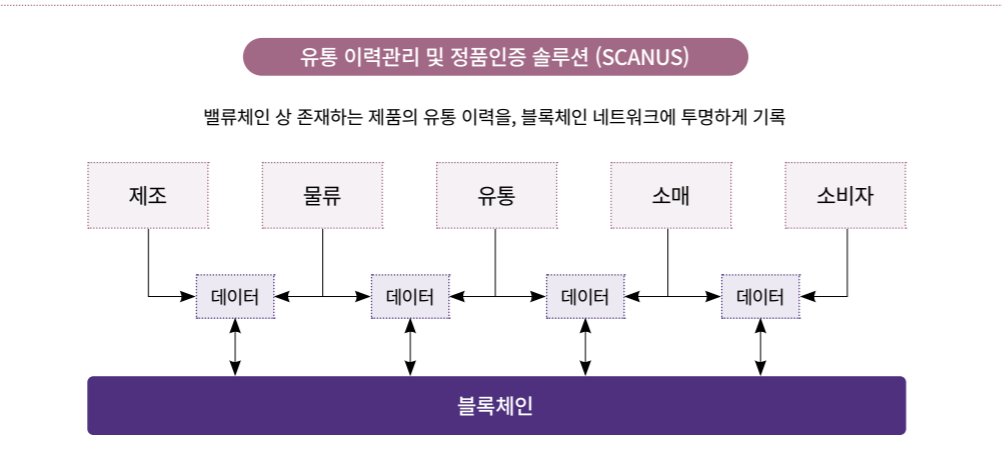 유통 이력관리 및 정품인증 솔루션 (SCANUS)
밸류체인 상 존재하는 제품의 유통 이력을, 블록체인 네트워크에 투명하게 기록
제조 물류 유통 소매 소비자
데이터 데이터 데이터 데이터
블록체인